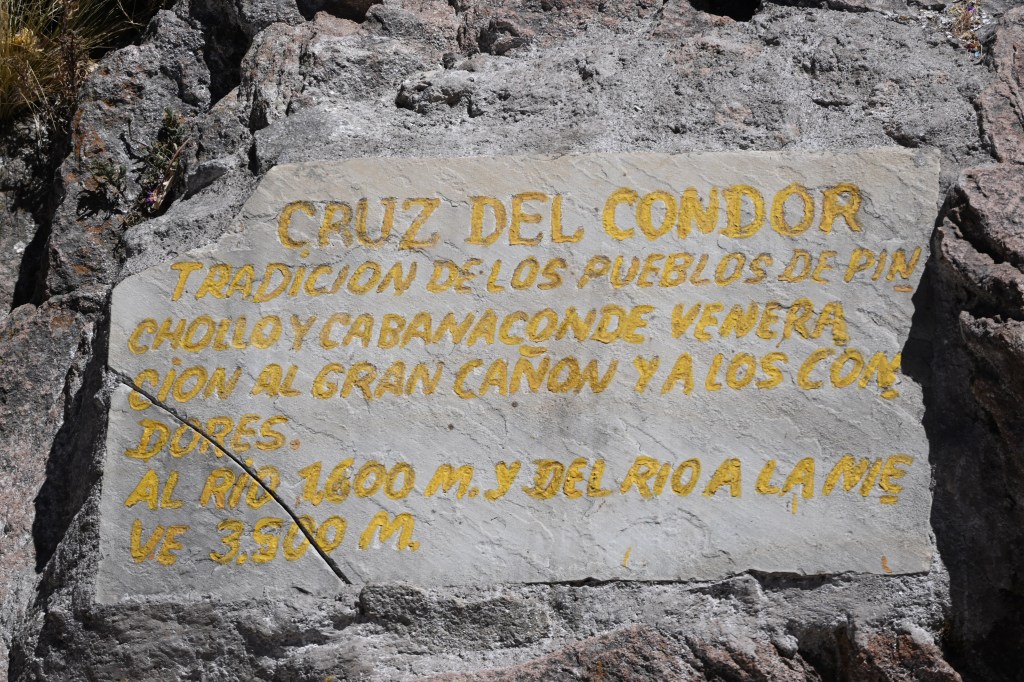 CRUZ DEL CONDOR
TRADICION DE LOS PUEBLOS DE PIN
CHOLLO Y CABANACONDE VENERA
CION AL GRAN CAÑON Y A LOS CON
DORES.
AL RIO 1,600 M. Y DEL RIO A LA NIE
VE 3.500 M.